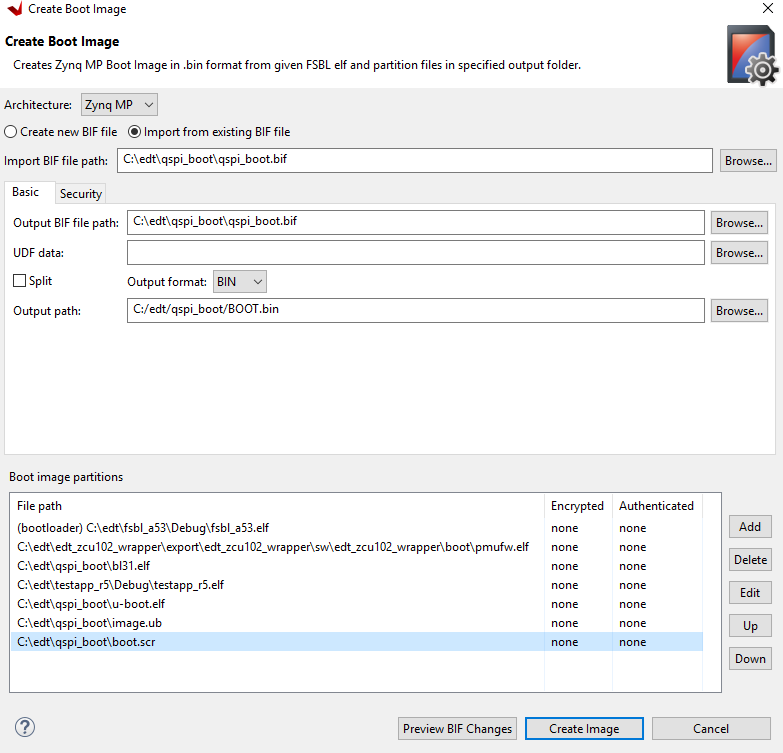 Create Boot Image
Create Boot Image
Creates Zynq MP Boot Image in .bin format from given FSBL elf and partition files in specified output folder.
Architecture: Zynq MP
Create new BIF file Import from existing BIF file
Import BIF file path: C:\edt\qspi_boot\qspi_boot.bif Browse...
Basic Security
Output BIF file path: C:\edt\qspi_boot\qspi_boot.bif Browse...
UDF data: Browse...
Split Output format: BIN
Output path: C:/edt/qspi_boot/BOOT.bin Browse...
Boot image partitions
File path Encrypted Authenticated
(bootloader) C:\edt\fsbl_a53\Debug\fsbl_a53.elf none none Add
C:\edt\edt_zcu102_wrapper\export\edt_zcu102_wrapper\sw\edt_zcu102_wrapper\boot\pmufw.elf none none
C:\edt\qspi_boot\bl31.elf none none Delete
C:\edt\testapp_r5\Debug\testapp_r5.elf none none Edit
C:\edt\qspi_boot\u-boot.elf none none
C:\edt\qspi_boot\image.ub none none Up
C:\edt\qspi_boot\boot.scr none none
Down
? Preview BIF Changes Create Image Cancel